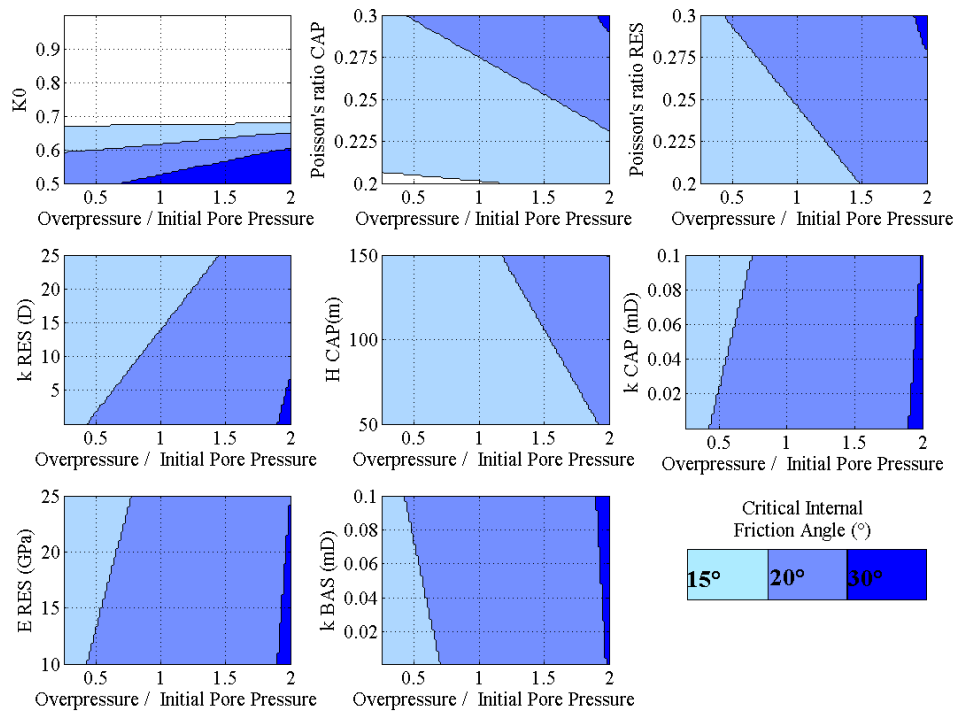 K0
0.9
0.8
0.7
0.6
0.5
0.5 1 1.5 2
Overpressure / Initial Pore Pressure
Poisson's ratio CAP
0.3
0.275
0.25
0.225
0.2
0.5 1 1.5 2
Overpressure / Initial Pore Pressure
Poisson's ratio RES
0.3
0.275
0.25
0.225
0.2
0.5 1 1.5 2
Overpressure / Initial Pore Pressure
k RES (D)
25
20
15
10
5
0.5 1 1.5 2
Overpressure / Initial Pore Pressure
H CAP(m)
150
100
50
0.5 1 1.5 2
Overpressure / Initial Pore Pressure
k CAP (mD)
0.1
0.08
0.06
0.04
0.02
0.5 1 1.5 2
Overpressure / Initial Pore Pressure
E RES (GPa)
25
20
15
10
0.5 1 1.5 2
Overpressure / Initial Pore Pressure
k BAS (mD)
0.1
0.08
0.06
0.04
0.02
0.5 1 1.5 2
Overpressure / Initial Pore Pressure
Critical Internal
Friction Angle (°)
15° 20° 30°